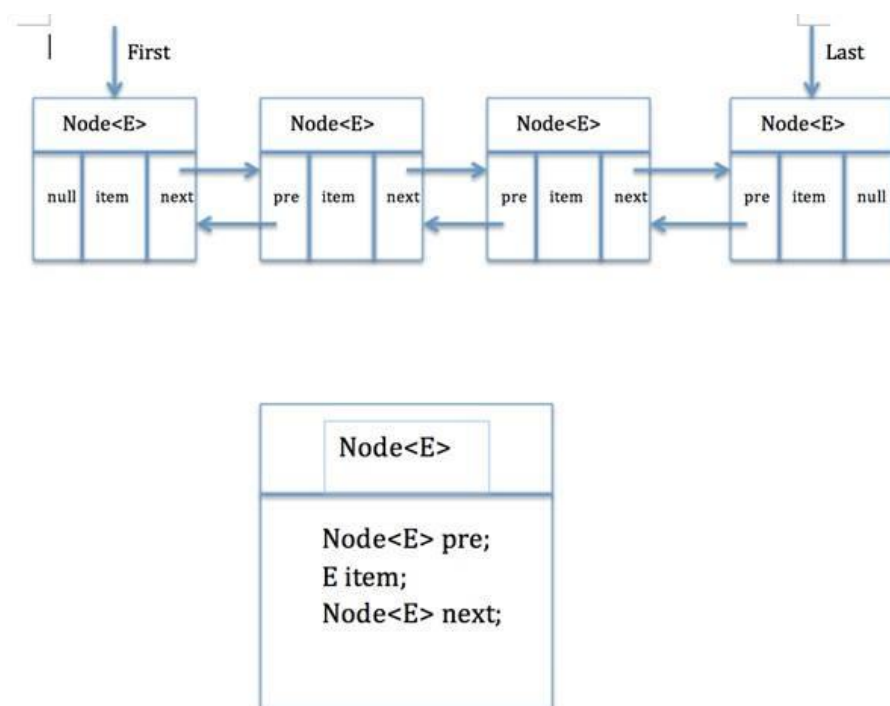 First
Last
Node<E> Node<E> Node<E> Node<E>
null item next pre item next pre item next pre item null
Node<E>
Node<E> pre;
E item;
Node<E> next;